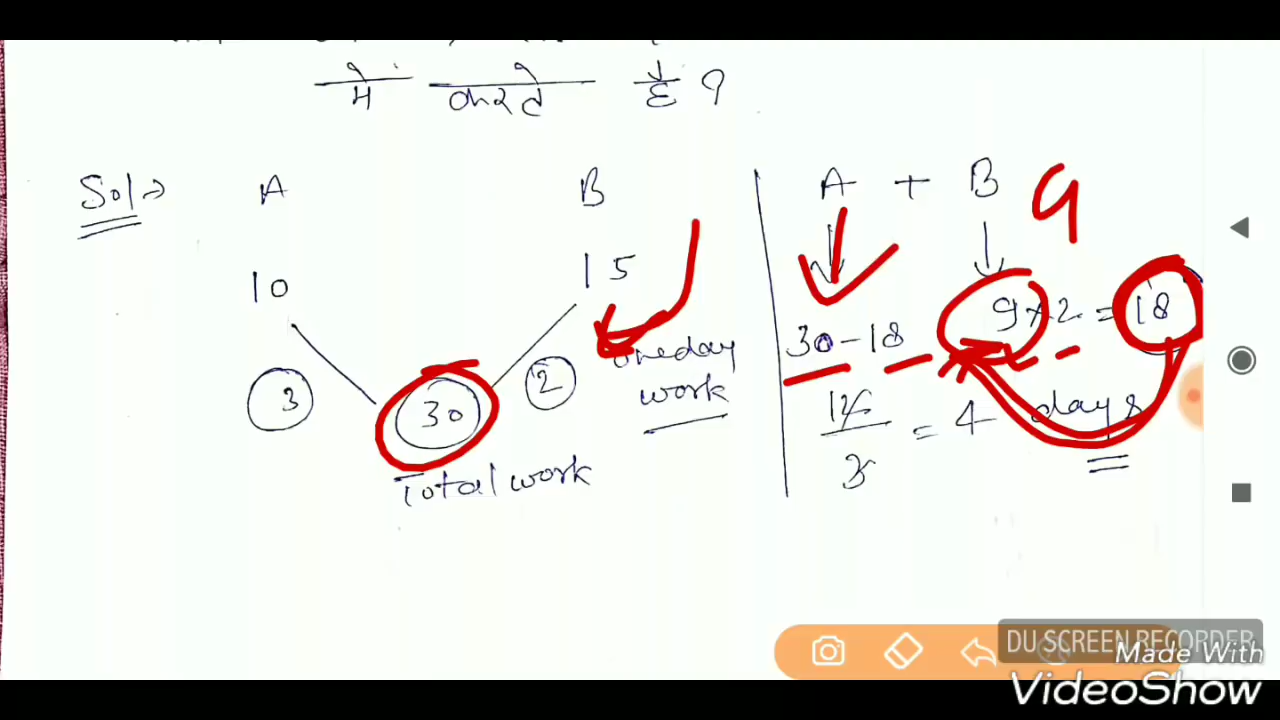 में करते हैं ?
Sol⇒ A B
10 15
3 30 2
one day
work
Total work
A + B 9
9×2 = 18
30-18
12/3 = 4 days
DU SCREEN RECORDER
Made With
VideoShow